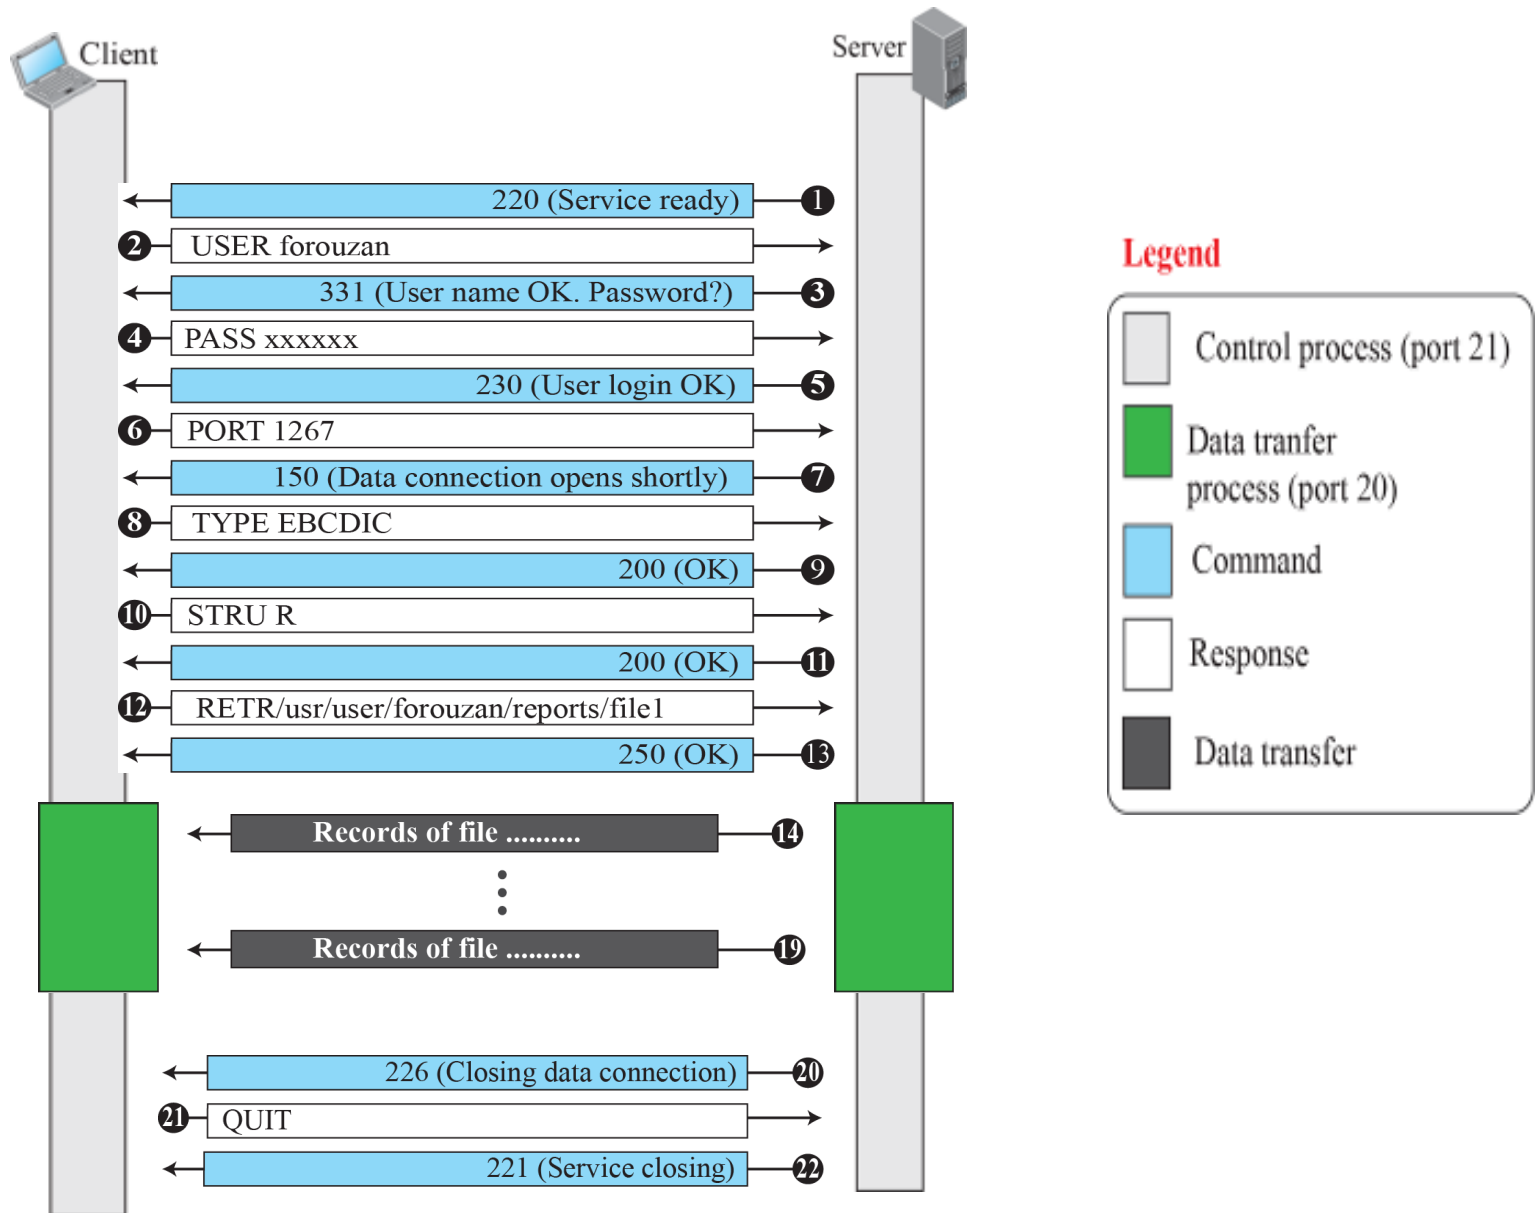 Client
Server
220 (Service ready)
1
2
USER forouzan
331 (User name OK. Password?)
3
4
PASS xxxxxx
230 (User login OK)
5
6
PORT 1267
150 (Data connection opens shortly)
7
8
TYPE EBCDIC
200 (OK)
9
10
STRU R
200 (OK)
11
12
RETR/usr/user/forouzan/reports/file1
250 (OK)
13
Records of file ..........
14
Records of file ..........
19
226 (Closing data connection)
20
21
QUIT
221 (Service closing)
22
Legend
Control process (port 21)
Data tranfer
process (port 20)
Command
Response
Data transfer